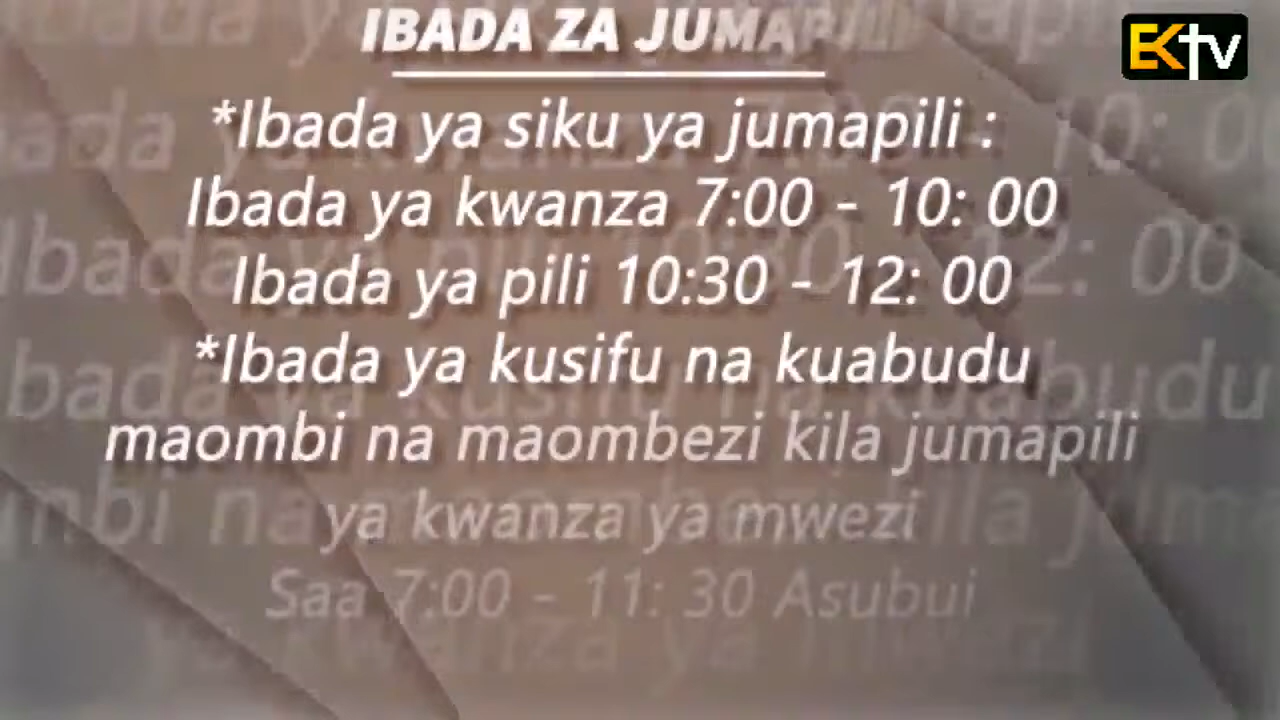 IBADA ZA JUMAPILI
EKTV
*Ibada ya siku ya jumapili :
Ibada ya kwanza 7:00 - 10: 00
Ibada ya pili 10:30 - 12: 00
*Ibada ya kusifu na kuabudu
maombi na maombezi kila jumapili
ya kwanza ya mwezi
Saa 7:00 - 11: 30 Asubui